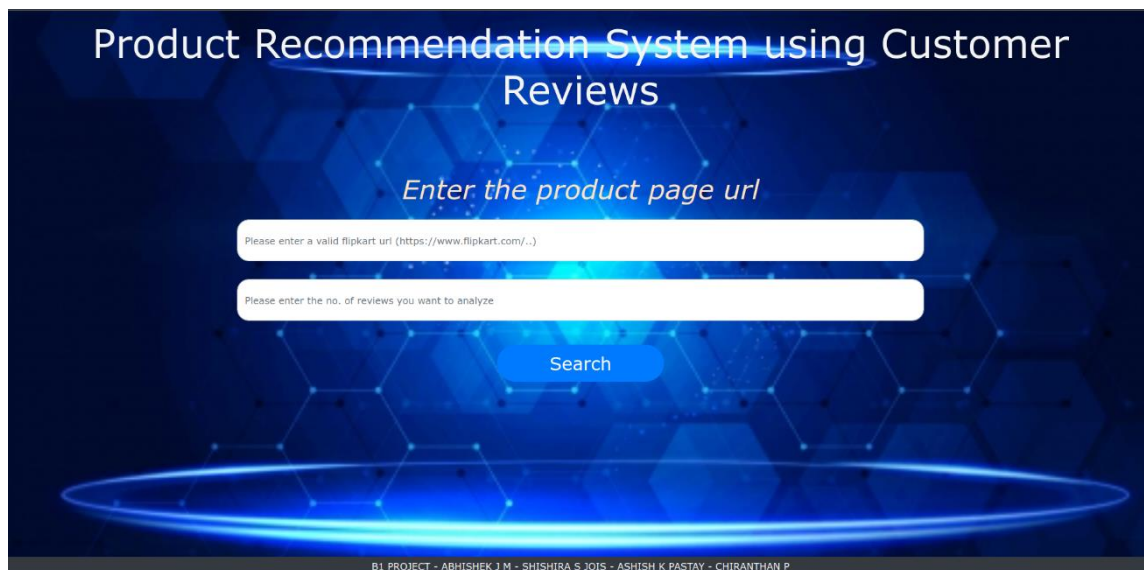 Product Recommendation System using Customer
Reviews
Enter the product page url
Please enter a valid flipkart url (https://www.flipkart.com/..)
Please enter the no. of reviews you want to analyze
Search
B1 PROJECT - ABHISHEK J M - SHISHIRA S JOIS - ASHISH K PASTAY - CHIRANTHAN P